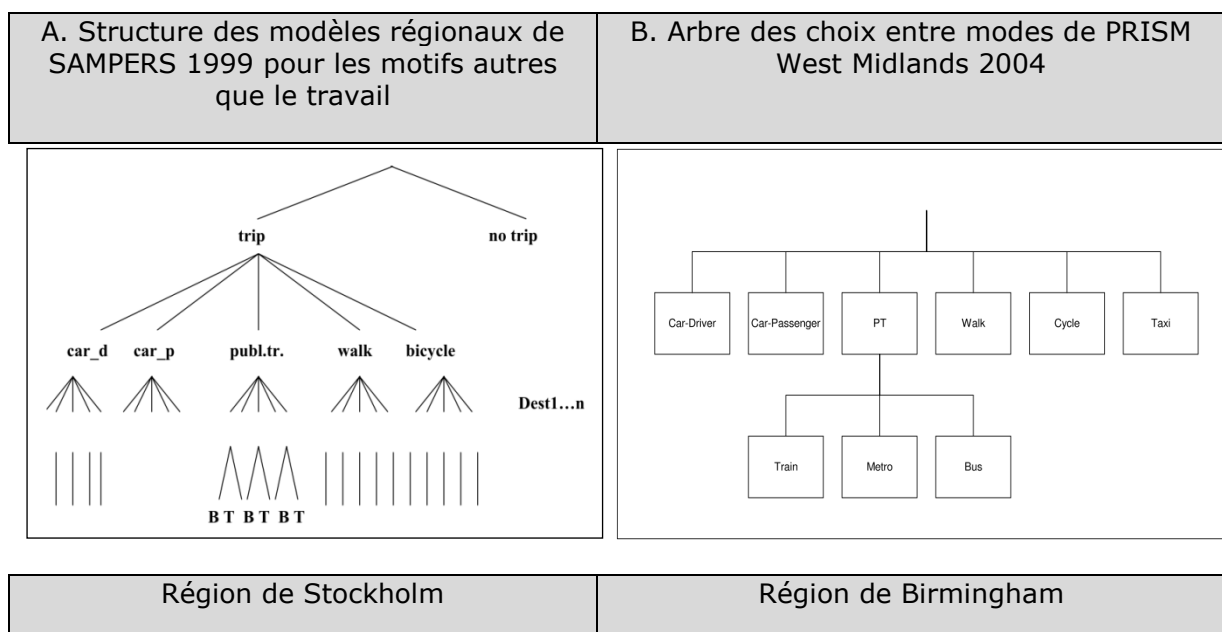 A. Structure des modèles régionaux de
SAMPERS 1999 pour les motifs autres
que le travail
B. Arbre des choix entre modes de PRISM
West Midlands 2004
trip
no trip
car_d car_p publ.tr. walk bicycle
Dest1...n
B T B T B T
Car-Driver
Car-Passenger
PT
Walk
Cycle
Taxi
Train
Metro
Bus
Région de Stockholm
Région de Birmingham